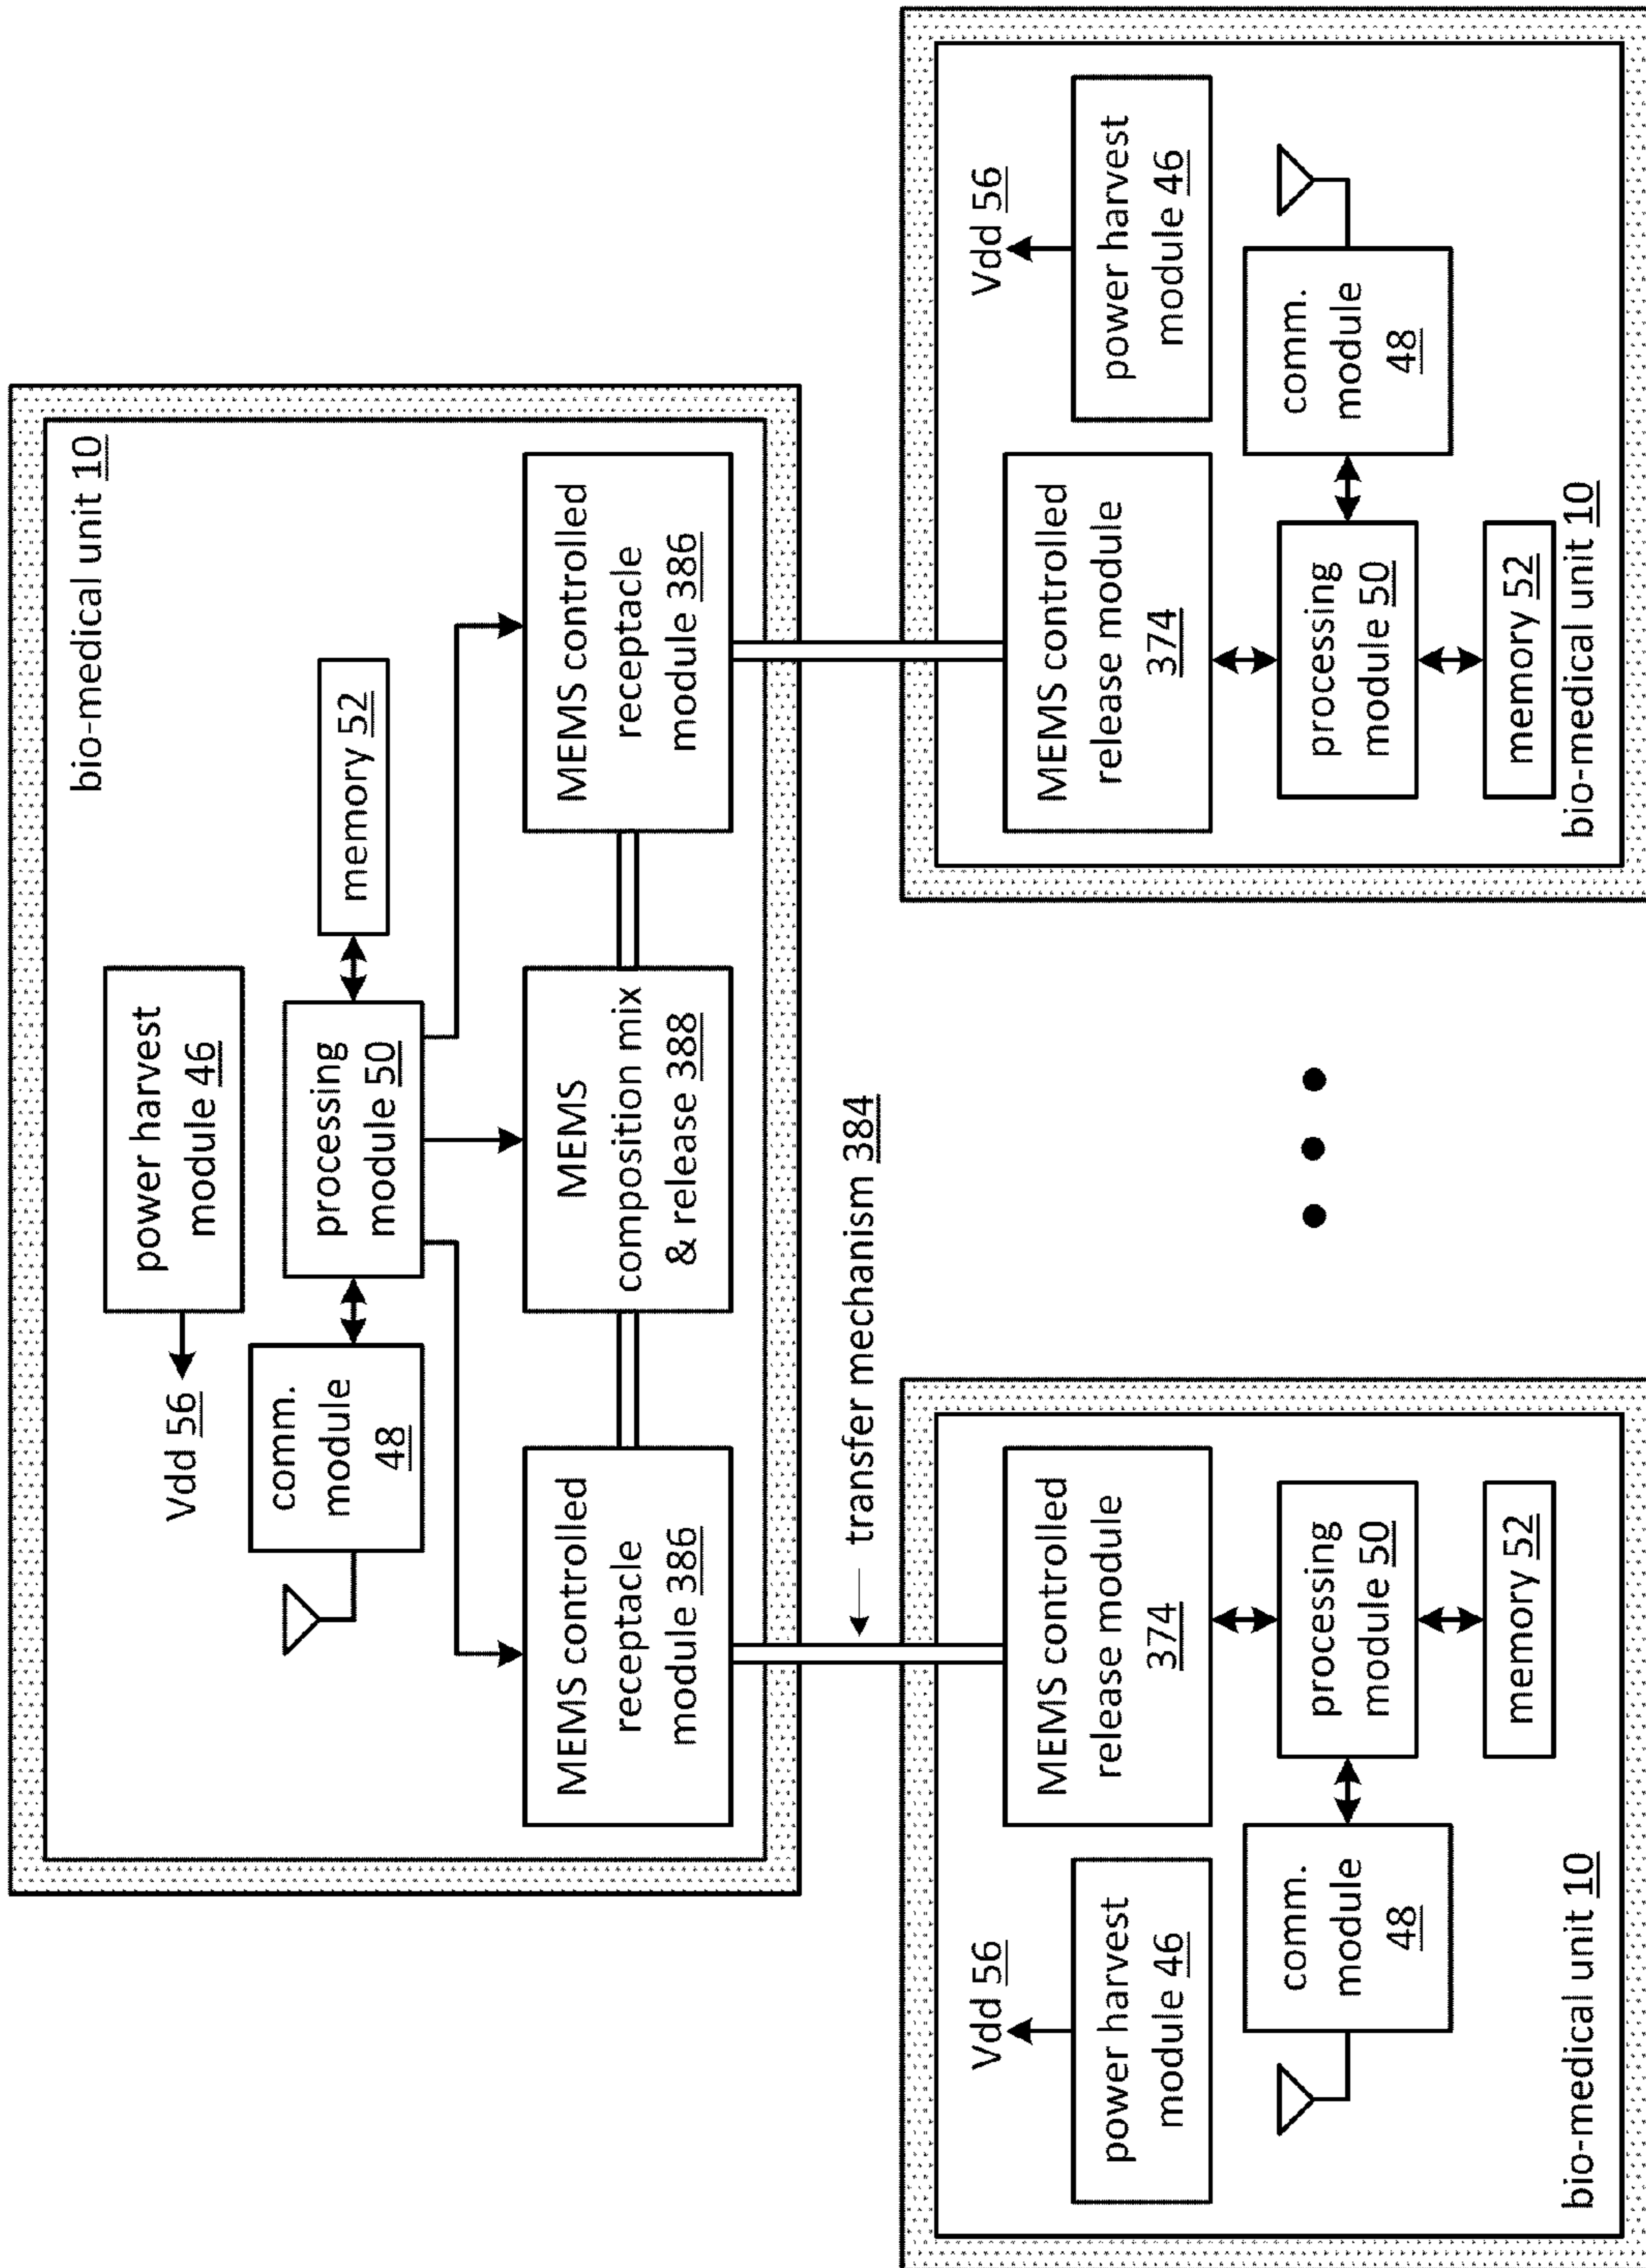 bio-medical unit 10
power harvest
module 46
Vdd 56
comm.
module
48
processing
module 50
memory 52
MEMS controlled
receptacle
module 386
MEMS
composition mix
& release 388
MEMS controlled
receptacle
module 386
transfer mechanism 384
Vdd 56
power harvest
module 46
MEMS controlled
release module
374
comm.
module
48
processing
module 50
memory 52
bio-medical unit 10
MEMS controlled
release module
374
Vdd 56
power harvest
module 46
processing
module 50
comm.
module
48
memory 52
bio-medical unit 10